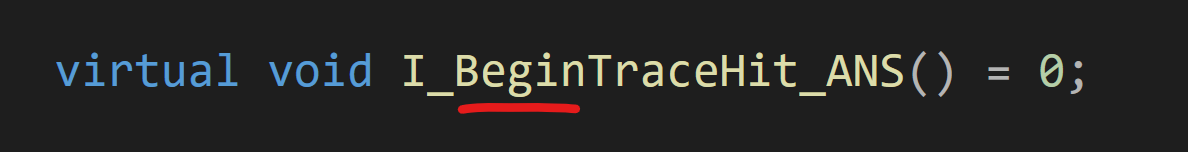 virtual void I_BeginTraceHit_ANS() = 0;